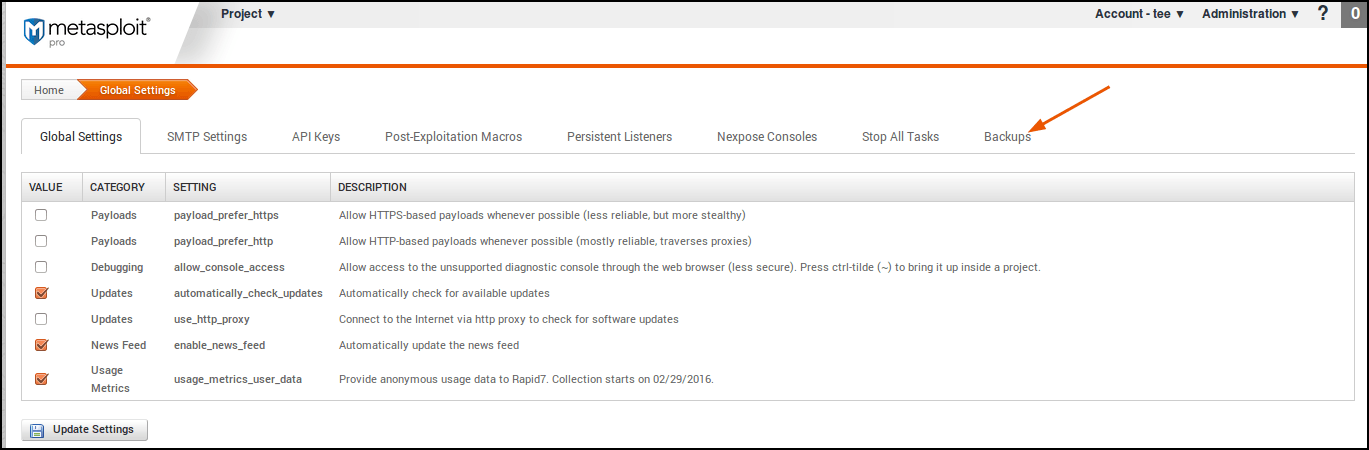 metasploit®
pro
Project ▼
Account - tee ▼
Administration ▼
?
0
Home
Global Settings
Global Settings
SMTP Settings
API Keys
Post-Exploitation Macros
Persistent Listeners
Nexpose Consoles
Stop All Tasks
Backups
VALUE CATEGORY SETTING DESCRIPTION
Payloads payload_prefer_https Allow HTTPS-based payloads whenever possible (less reliable, but more stealthy)
Payloads payload_prefer_http Allow HTTP-based payloads whenever possible (mostly reliable, traverses proxies)
Debugging allow_console_access Allow access to the unsupported diagnostic console through the web browser (less secure). Press ctrl-tilde (~) to bring it up inside a project.
Updates automatically_check_updates Automatically check for available updates
Updates use_http_proxy Connect to the Internet via http proxy to check for software updates
News Feed enable_news_feed Automatically update the news feed
Usage
Metrics usage_metrics_user_data Provide anonymous usage data to Rapid7. Collection starts on 02/29/2016.
Update Settings